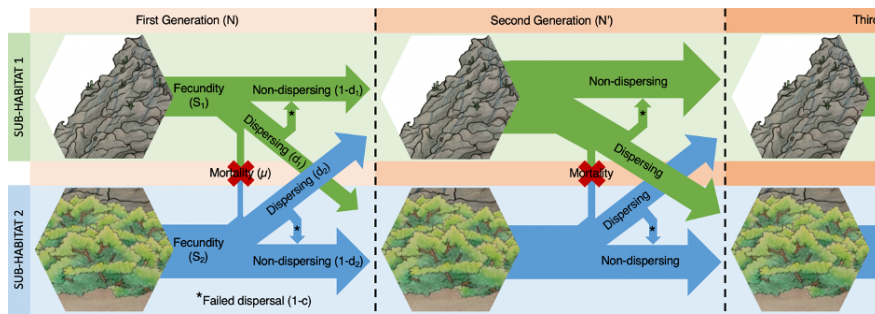 First Generation (N)
Second Generation (N')
Third
SUB-HABITAT 1
Fecundity
(S₁)
Non-dispersing (1-d₁)
*
Dispersing (d₁)
Non-dispersing
*
Dispersing
Mortality (μ)
Mortality
SUB-HABITAT 2
Dispersing (d₂)
Fecundity
(S₂)
*
Non-dispersing (1-d₂)
Dispersing
*
Non-dispersing
*Failed dispersal (1-c)